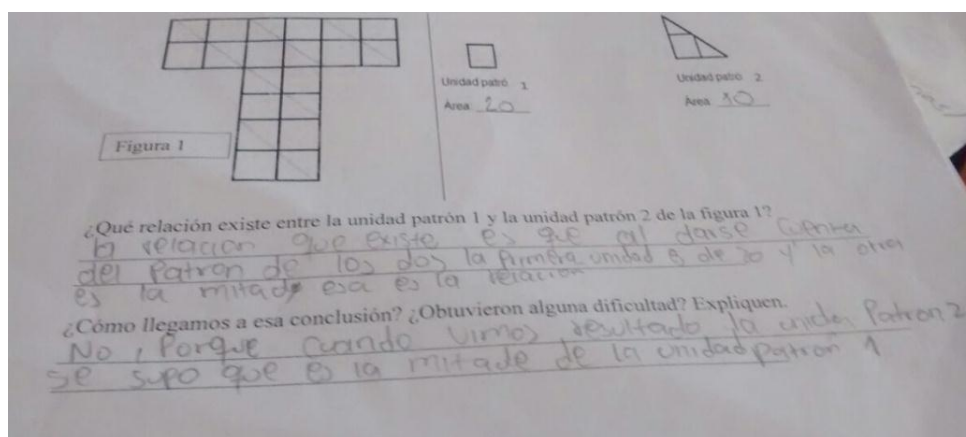 Unidad patró 1
Unidad patró 2
Área: 20
Área 10
Figura 1
¿Qué relación existe entre la unidad patrón 1 y la unidad patrón 2 de la figura 1?
la relacion que existe es que al darse cuenta
del Patron de los dos la primera unidad es de 20 y la otra
es la mitad esa es la relación
¿Cómo llegamos a esa conclusión? ¿Obtuvieron alguna dificultad? Expliquen.
No, Porque cuando vimos resultado la unidad Patron 2
se supo que es la mitade de la unidad patron 1